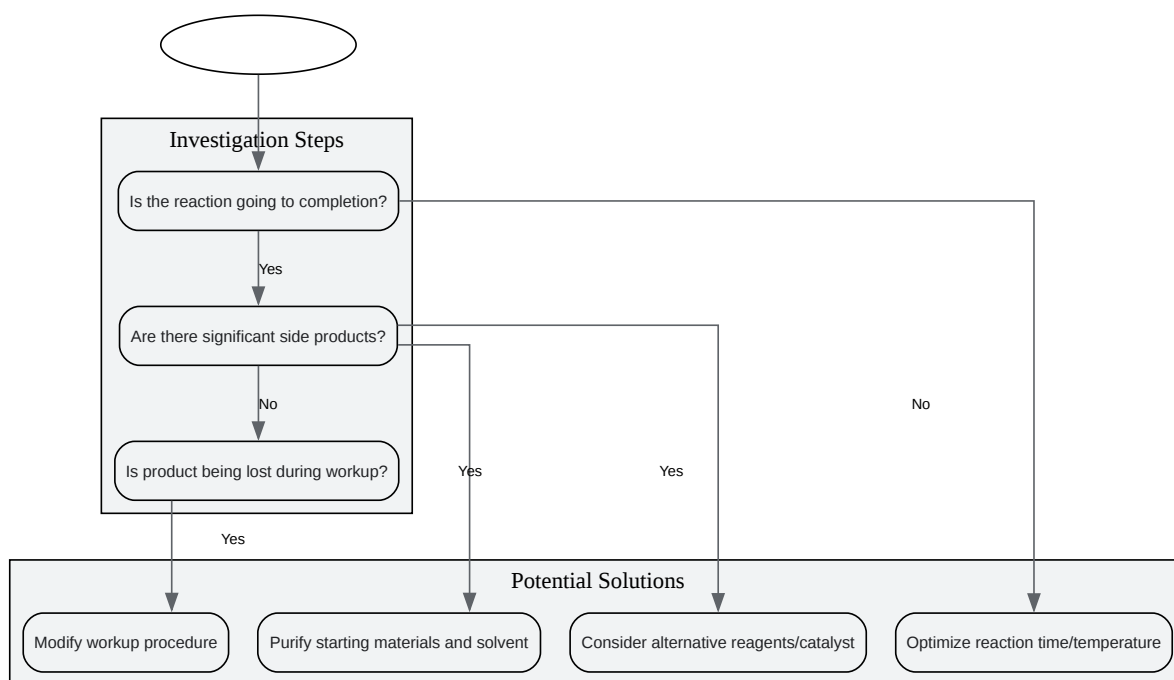 Investigation Steps
Is the reaction going to completion?
Yes
Are there significant side products?
No
No
Is product being lost during workup?
Yes
Yes
Yes
Potential Solutions
Modify workup procedure
Purify starting materials and solvent
Consider alternative reagents/catalyst
Optimize reaction time/temperature